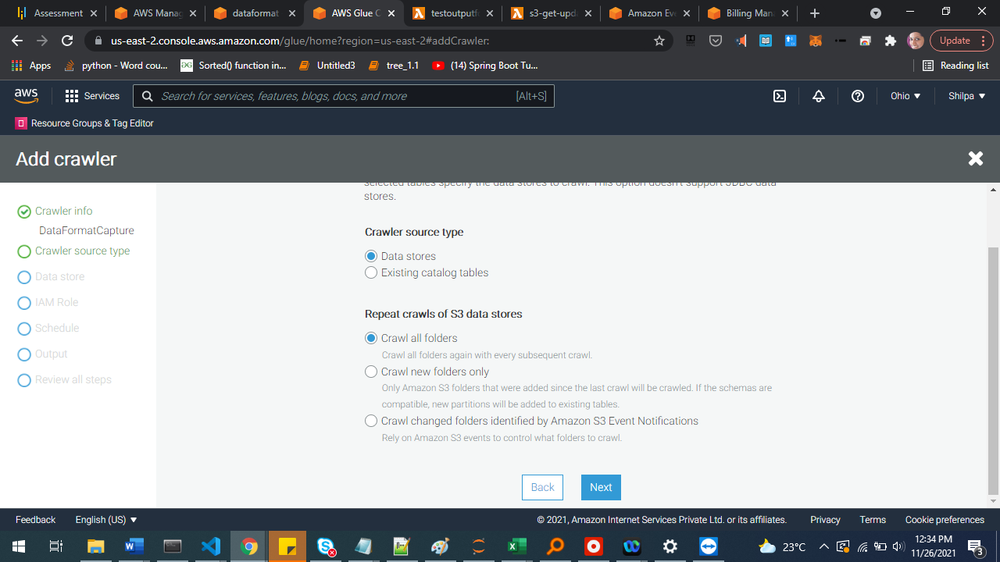 Assessment
AWS Manag
dataformat
AWS Glue C
testoutputf
s3-get-upda
Amazon Eve
Billing Mana
us-east-2.console.aws.amazon.com/glue/home?region=us-east-2#addCrawler:
Update
Apps
python - Word cou...
Sorted() function in...
Untitled3
tree_1.1
(14) Spring Boot Tu...
Reading list
aws
Services
Search for services, features, blogs, docs, and more
[Alt+S]
Ohio
Shilpa
Resource Groups & Tag Editor
Add crawler
selected tables specify the data stores to crawl. This option doesn't support JDBC data
stores.
Crawler info
DataFormatCapture
Crawler source type
Data store
IAM Role
Schedule
Output
Review all steps
Crawler source type
Data stores
Existing catalog tables
Repeat crawls of S3 data stores
Crawl all folders
Crawl all folders again with every subsequent crawl.
Crawl new folders only
Only Amazon S3 folders that were added since the last crawl will be crawled. If the schemas are
compatible, new partitions will be added to existing tables.
Crawl changed folders identified by Amazon S3 Event Notifications
Rely on Amazon S3 events to control what folders to crawl.
Back
Next
Feedback
English (US)
© 2021, Amazon Internet Services Private Ltd. or its affiliates.
Privacy
Terms
Cookie preferences
23°C
12:34 PM
11/26/2021
3